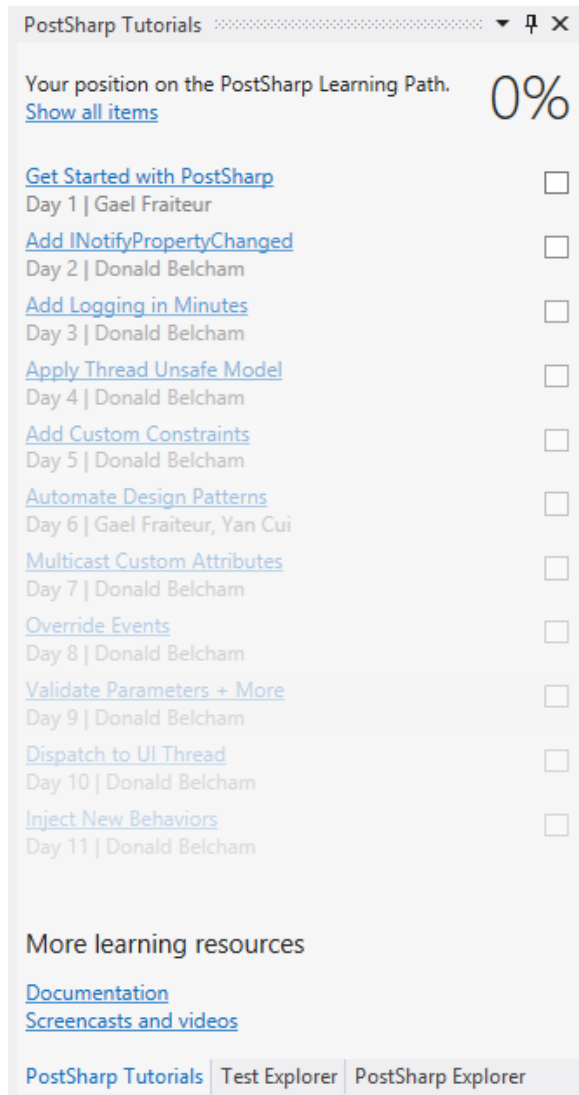 PostSharp Tutorials
Your position on the PostSharp Learning Path.
0%
Show all items
Get Started with PostSharp
Day 1 | Gael Fraiteur
Add INotifyPropertyChanged
Day 2 | Donald Belcham
Add Logging in Minutes
Day 3 | Donald Belcham
Apply Thread Unsafe Model
Day 4 | Donald Belcham
Add Custom Constraints
Day 5 | Donald Belcham
Automate Design Patterns
Day 6 | Gael Fraiteur, Yan Cui
Multicast Custom Attributes
Day 7 | Donald Belcham
Override Events
Day 8 | Donald Belcham
Validate Parameters + More
Day 9 | Donald Belcham
Dispatch to UI Thread
Day 10 | Donald Belcham
Inject New Behaviors
Day 11 | Donald Belcham
More learning resources
Documentation
Screencasts and videos
PostSharp Tutorials Test Explorer PostSharp Explorer